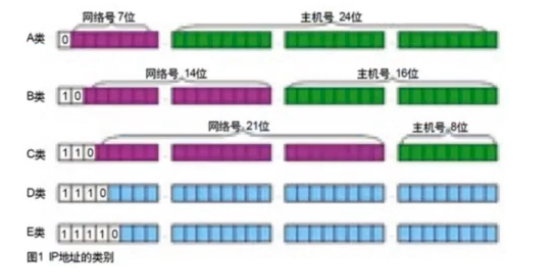 网络号 7位 主机号 24位
A类 0
网络号 14位 主机号 16位
B类 1 0
网络号 21位 主机号 8位
C类 1 1 0
D类 1 1 1 0
E类 1 1 1 1 0
图1 IP地址的类别